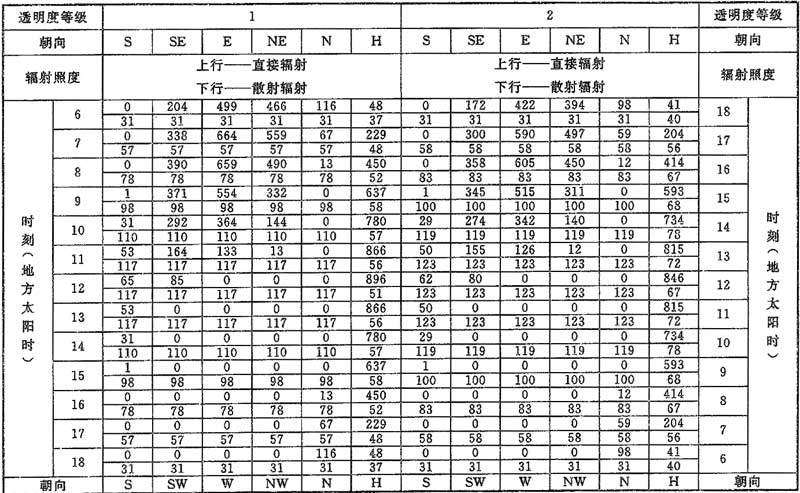 透明度等级 1 2 透明度等级
朝向 S SE E NE N H S SE E NE N H 朝向
辐射照度 上行——直接辐射 上行——直接辐射 辐射照度
下行——散射辐射 下行——散射辐射
时刻(地方太阳时) 时刻(地方太阳时)
6 0 204 499 466 116 48 0 172 422 394 98 41 18
31 31 31 31 31 37 31 31 31 31 31 40
7 0 338 664 559 67 229 0 300 590 497 59 204 17
57 57 57 57 57 48 58 58 58 58 58 56
8 0 390 659 490 13 450 0 358 605 450 12 414 16
78 78 78 78 78 52 83 83 83 83 83 67
9 1 371 554 332 0 637 1 345 515 311 0 593 15
98 98 98 98 98 58 100 100 100 100 100 68
10 31 292 364 144 0 780 29 274 342 140 0 734 14
110 110 110 110 110 57 119 119 119 119 119 78
11 53 164 133 13 0 866 50 155 126 12 0 815 13
117 117 117 117 117 56 123 123 123 123 123 72
12 65 85 0 0 0 896 62 80 0 0 0 846 12
117 117 117 117 117 51 123 123 123 123 123 67
13 53 0 0 0 0 866 50 0 0 0 0 815 11
117 117 117 117 117 56 123 123 123 123 123 72
14 31 0 0 0 0 780 29 0 0 0 0 734 10
110 110 110 110 110 57 119 119 119 119 119 78
15 1 0 0 0 0 637 1 0 0 0 0 593 9
98 98 98 98 98 58 100 100 100 100 100 68
16 0 0 0 0 13 450 0 0 0 0 12 414 8
78 78 78 78 78 52 83 83 83 83 83 67
17 0 0 0 0 67 229 0 0 0 0 59 204 7
57 57 57 57 57 48 58 58 58 58 58 56
18 0 0 0 0 116 48 0 0 0 0 98 41 6
31 31 31 31 31 37 31 31 31 31 31 40
朝向 S SW W NW N H S SW W NW N H 朝向